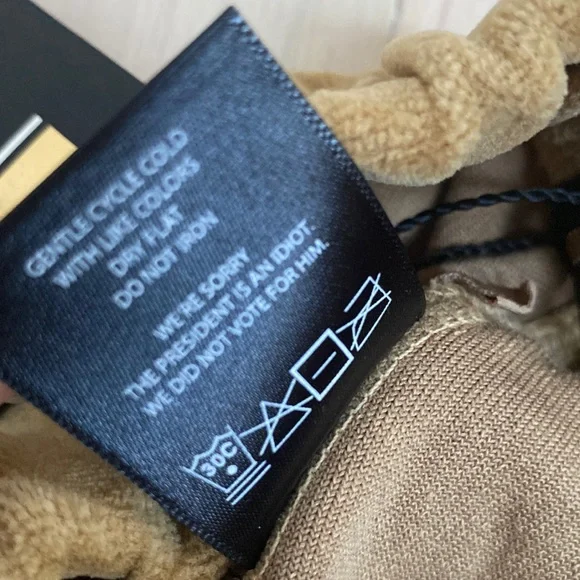 GENTLE CYCLE COLD
WITH LIKE COLORS
DRY FLAT
DO NOT IRON
WE'RE SORRY
THE PRESIDENT IS AN IDIOT.
WE DID NOT VOTE FOR HIM.
30C